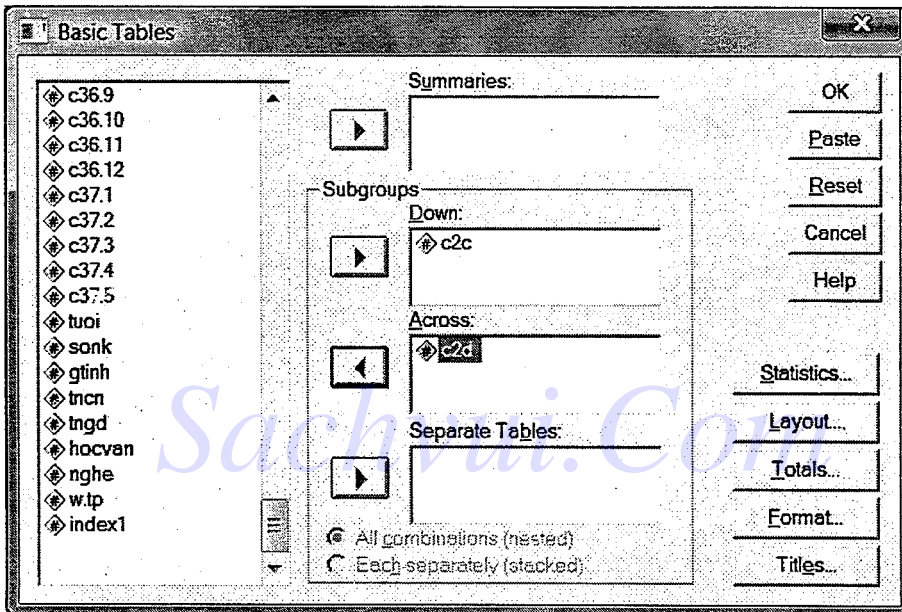 Basic Tables
c36.9
c36.10
c36.11
c36.12
c37.1
c37.2
c37.3
c37.4
c37.5
tuoi
sonk
gtinh
tncn
tngd
hocvan
nghe
w.tp
index1
Summaries:
Subgroups
Down:
c2c
Across:
c2d
Separate Tables:
All combinations (nested)
Each separately (stacked)
OK
Paste
Reset
Cancel
Help
Statistics...
Layout...
Totals...
Format...
Titles...
Sachvui.Com